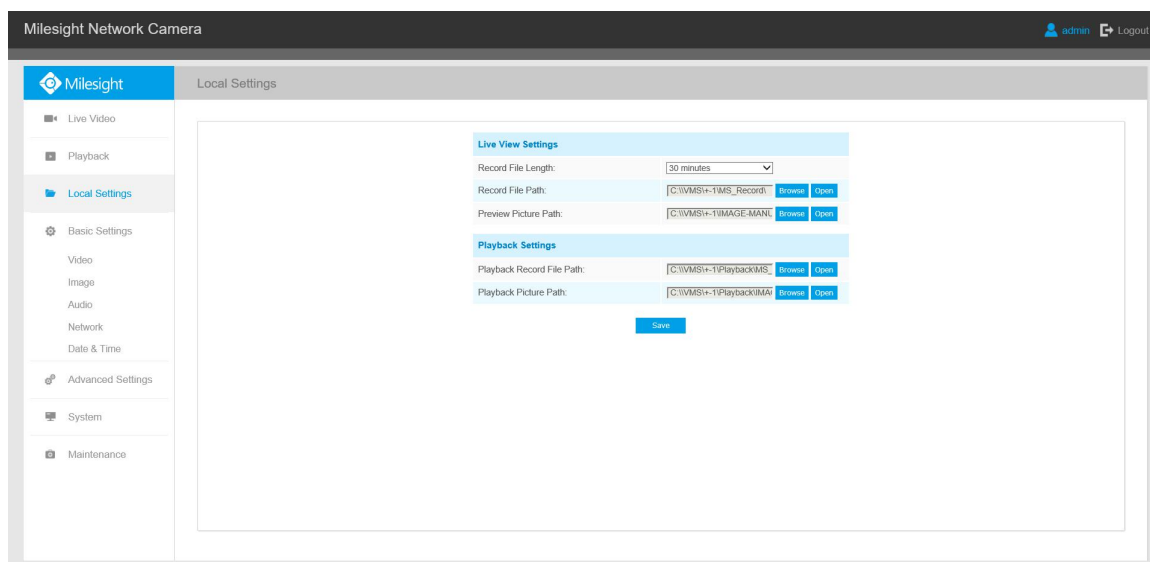 Milesight Network Camera
admin Logout
Milesight
Local Settings
Live Video
Playback
Local Settings
Basic Settings
Video
Image
Audio
Network
Date & Time
Advanced Settings
System
Maintenance
Live View Settings
Record File Length: 30 minutes
Record File Path: C:\\VMS\+-1\MS_Record\ Browse Open
Preview Picture Path: C:\\VMS\+-1\IMAGE-MANU Browse Open
Playback Settings
Playback Record File Path: C:\\VMS\+-1\Playback\MS_ Browse Open
Playback Picture Path: C:\\VMS\+-1\Playback\IMA Browse Open
Save